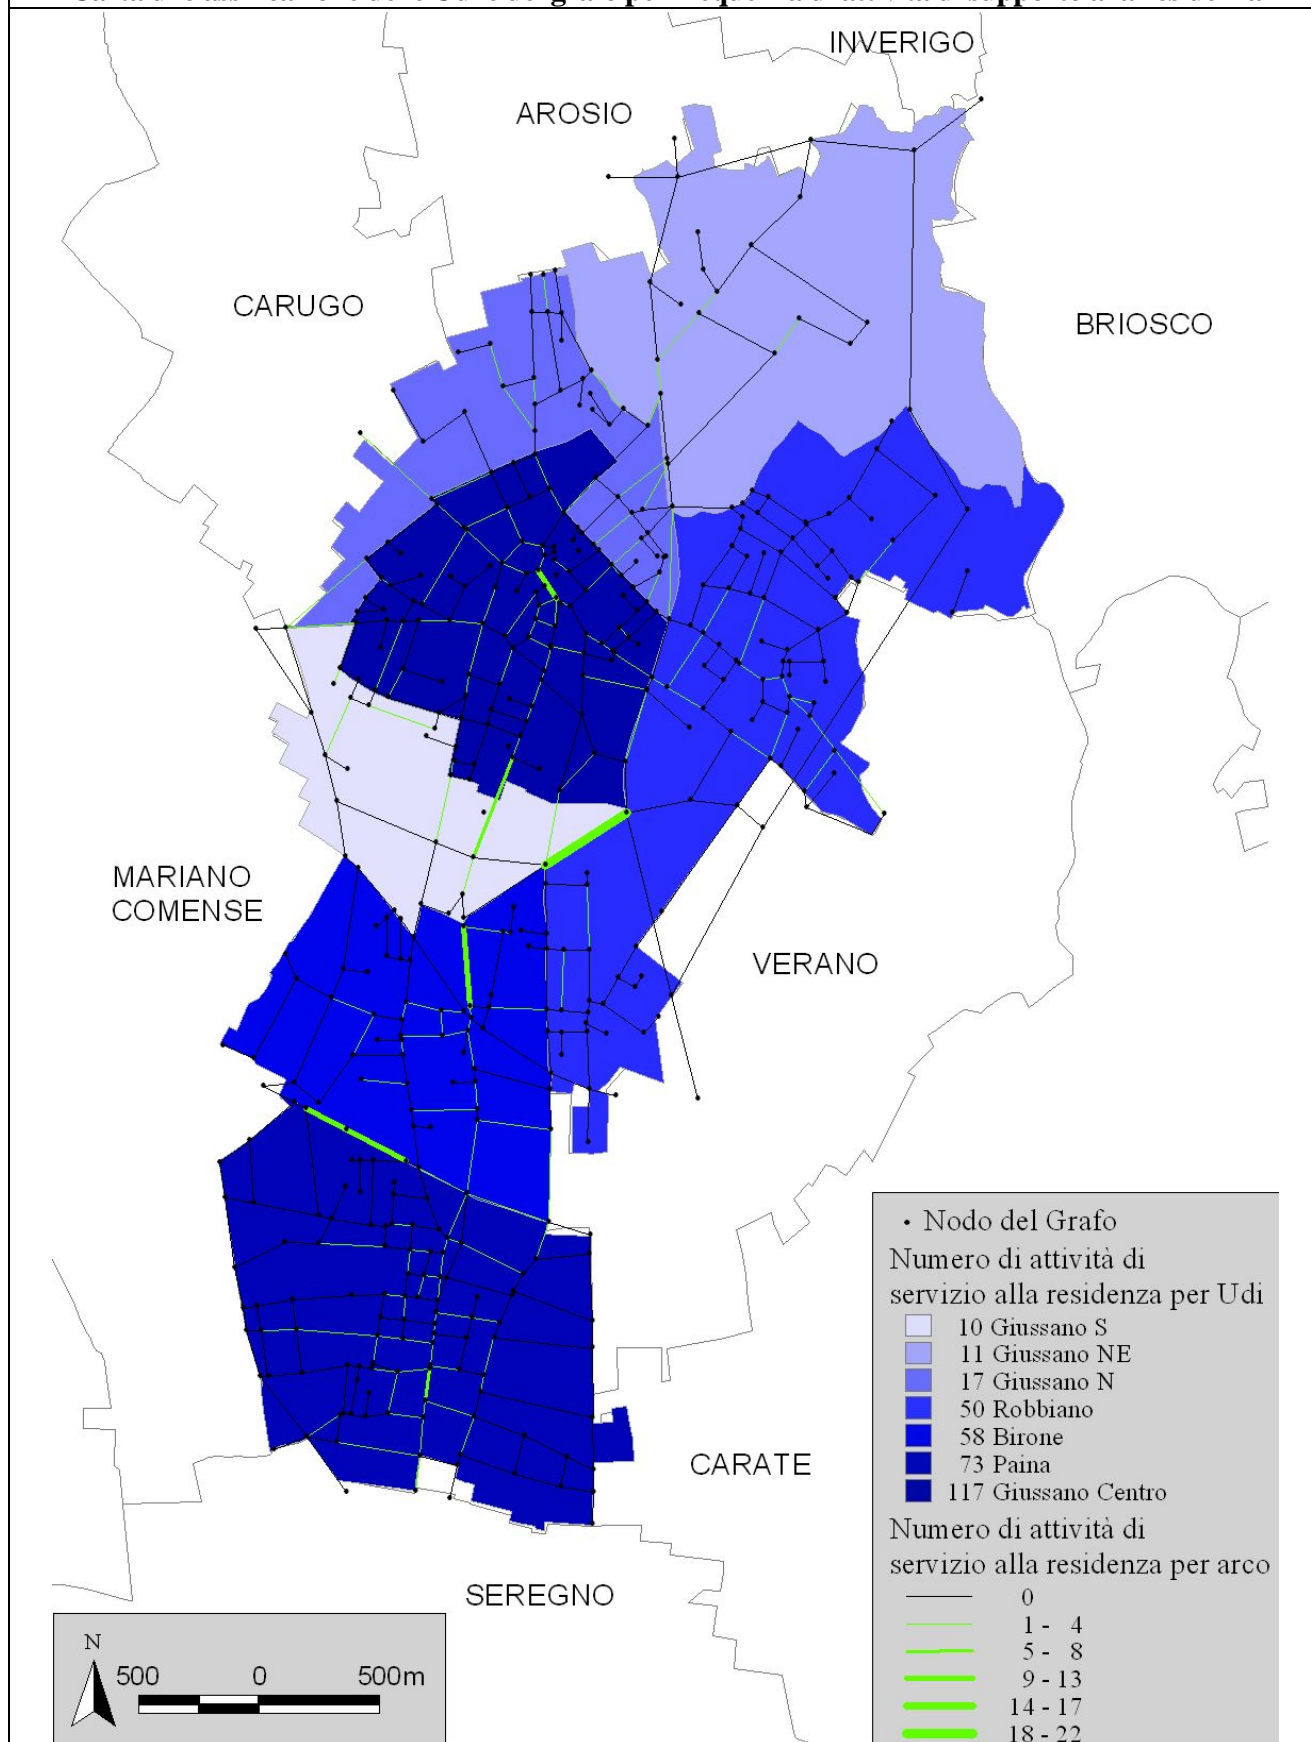 INVERIGO
AROSIO
CARUGO
BRIOSCO
MARIANO
COMENSE
VERANO
CARATE
SEREGNO
Nodo del Grafo
Numero di attività di
servizio alla residenza per Udi
10 Giussano S
11 Giussano NE
17 Giussano N
50 Robbiano
58 Birone
73 Paina
117 Giussano Centro
Numero di attività di
servizio alla residenza per arco
0
1 - 4
5 - 8
9 - 13
14 - 17
18 - 22
N
500 0 500m